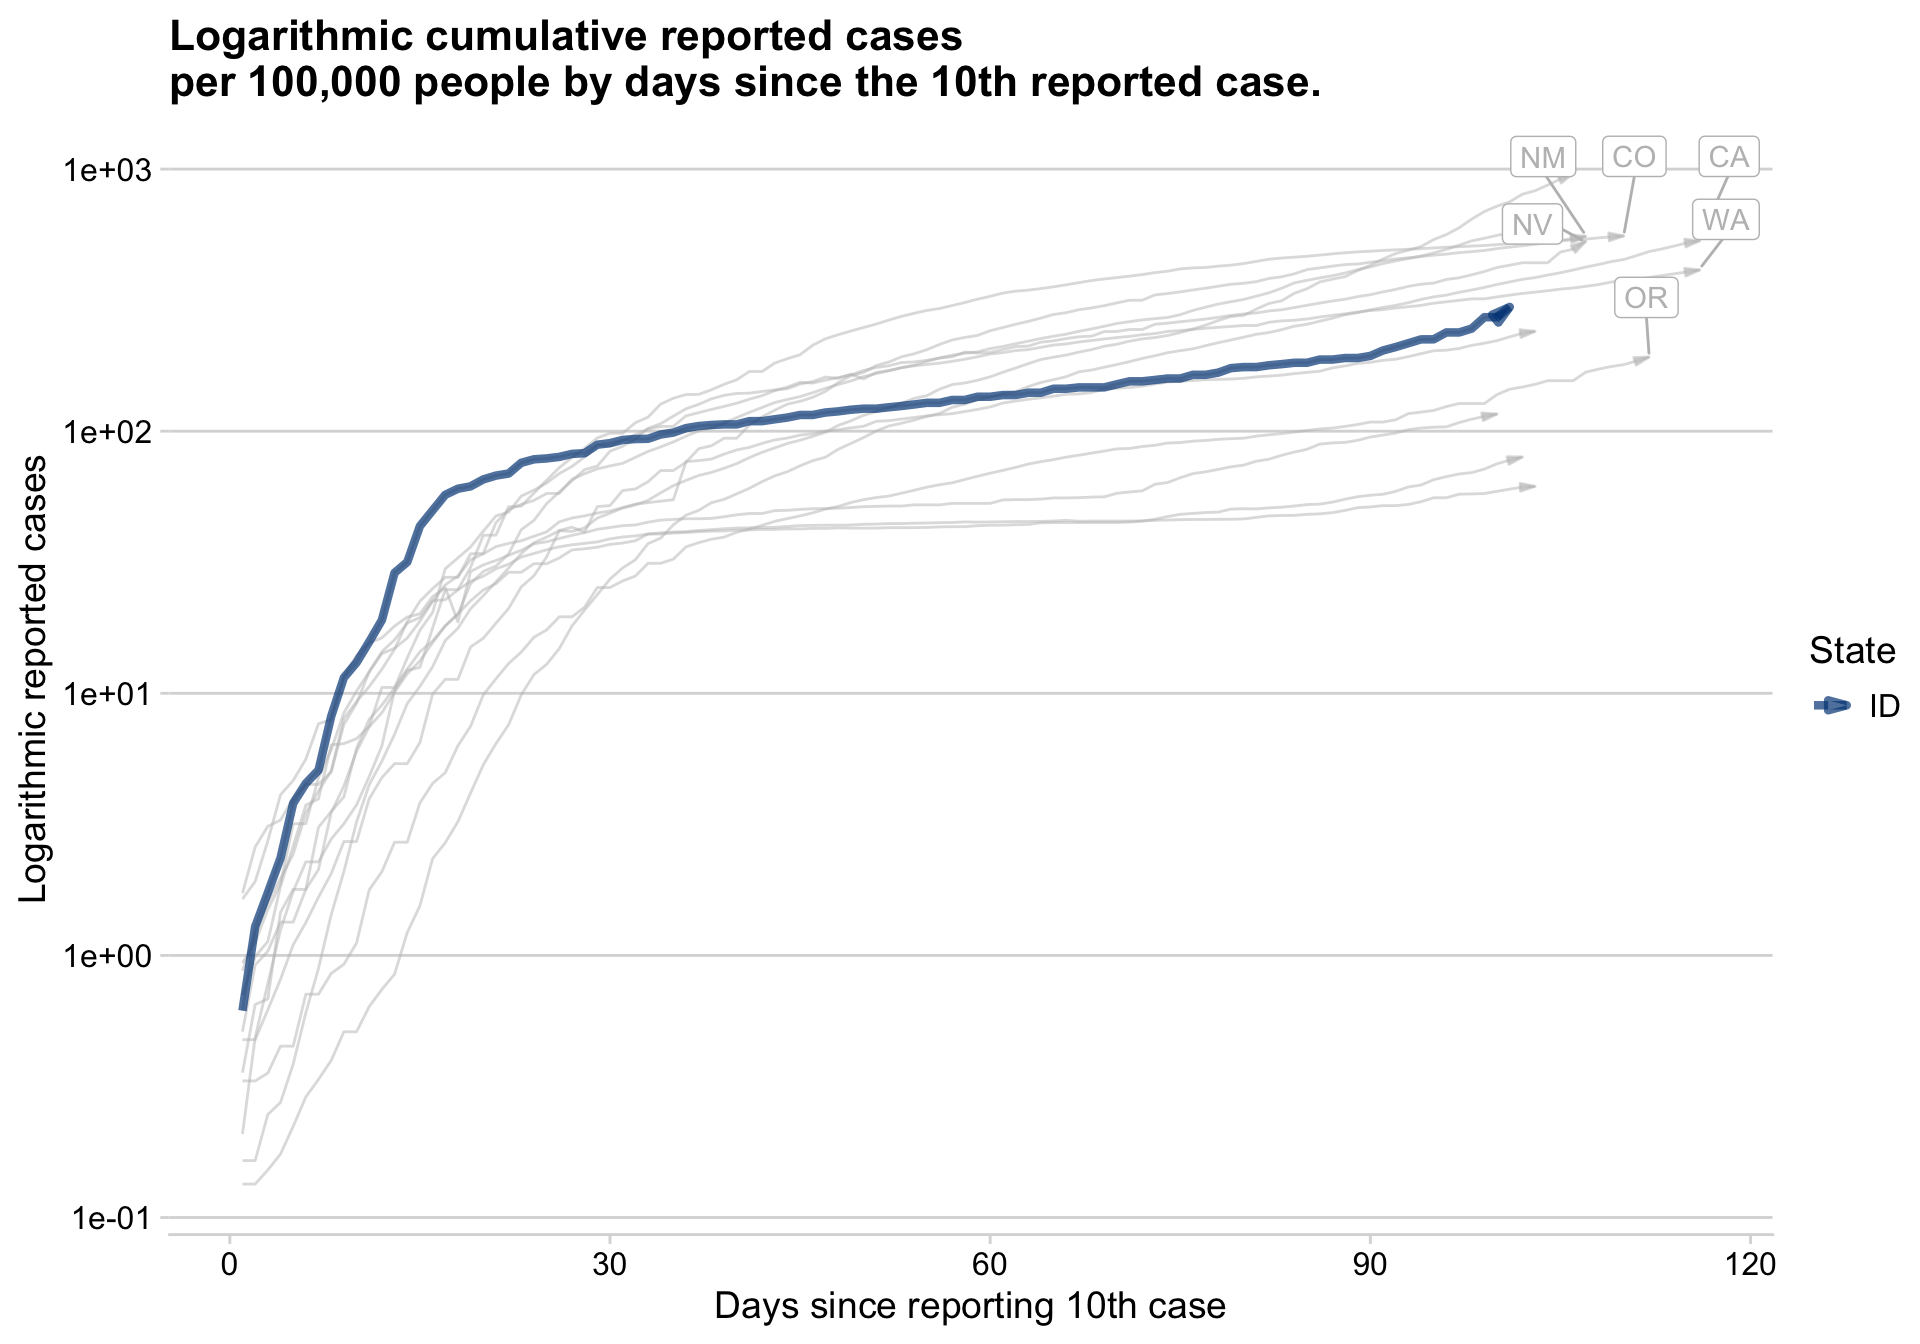 Logarithmic cumulative reported cases
per 100,000 people by days since the 10th reported case.
1e+03
1e+02
1e+01
1e+00
1e-01
Logarithmic reported cases
NM
CO
CA
NV
WA
OR
State
ID
0
30
60
90
120
Days since reporting 10th case